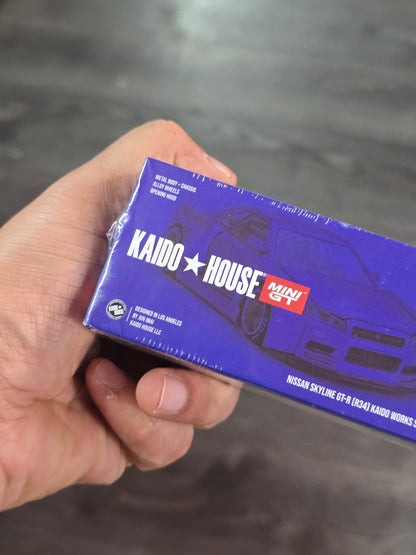 METAL BODY + CHASSIS
ALLOY WHEELS
OPENING HOOD
KAIDO★HOUSE
MINI
GT
DESIGNED IN LOS ANGELES
BY JUN IMAI
KAIDO HOUSE LLC
NISSAN SKYLINE GT-R (R34) KAIDO WORKS